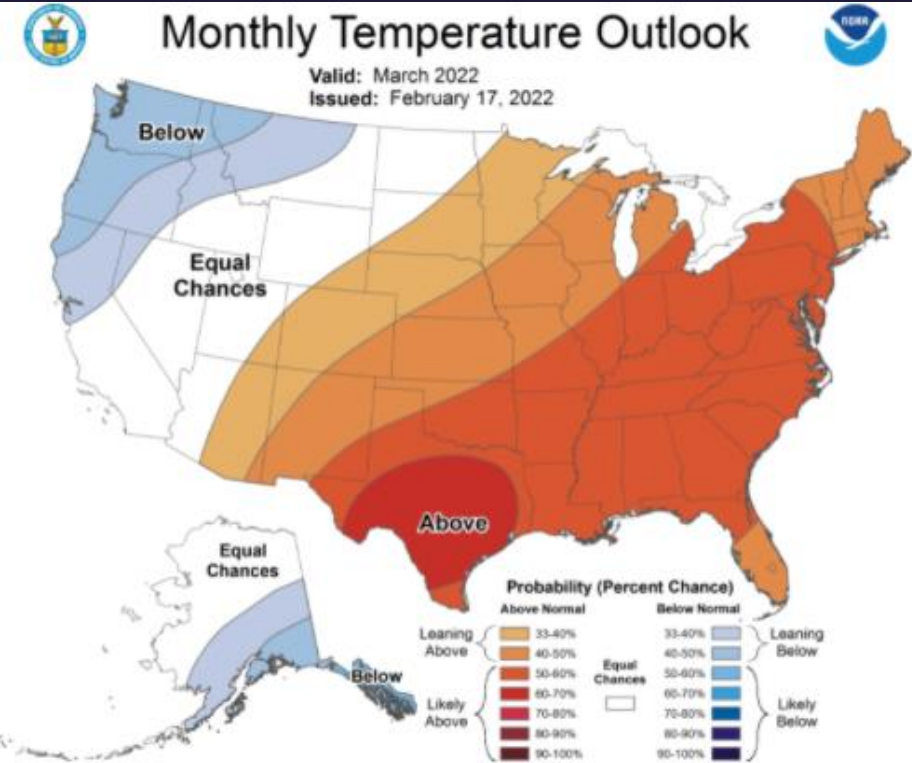 Monthly Temperature Outlook
NOAA
Valid: March 2022
Issued: February 17, 2022
Below
Equal
Chances
Above
Equal
Chances
Below
Probability (Percent Chance)
Above Normal
Below Normal
Leaning
Above
33-40%
40-50%
Likely
Above
50-60%
60-70%
70-80%
80-90%
90-100%
Equal
Chances
33-40%
40-50%
Leaning
Below
50-60%
60-70%
70-80%
80-90%
90-100%
Likely
Below